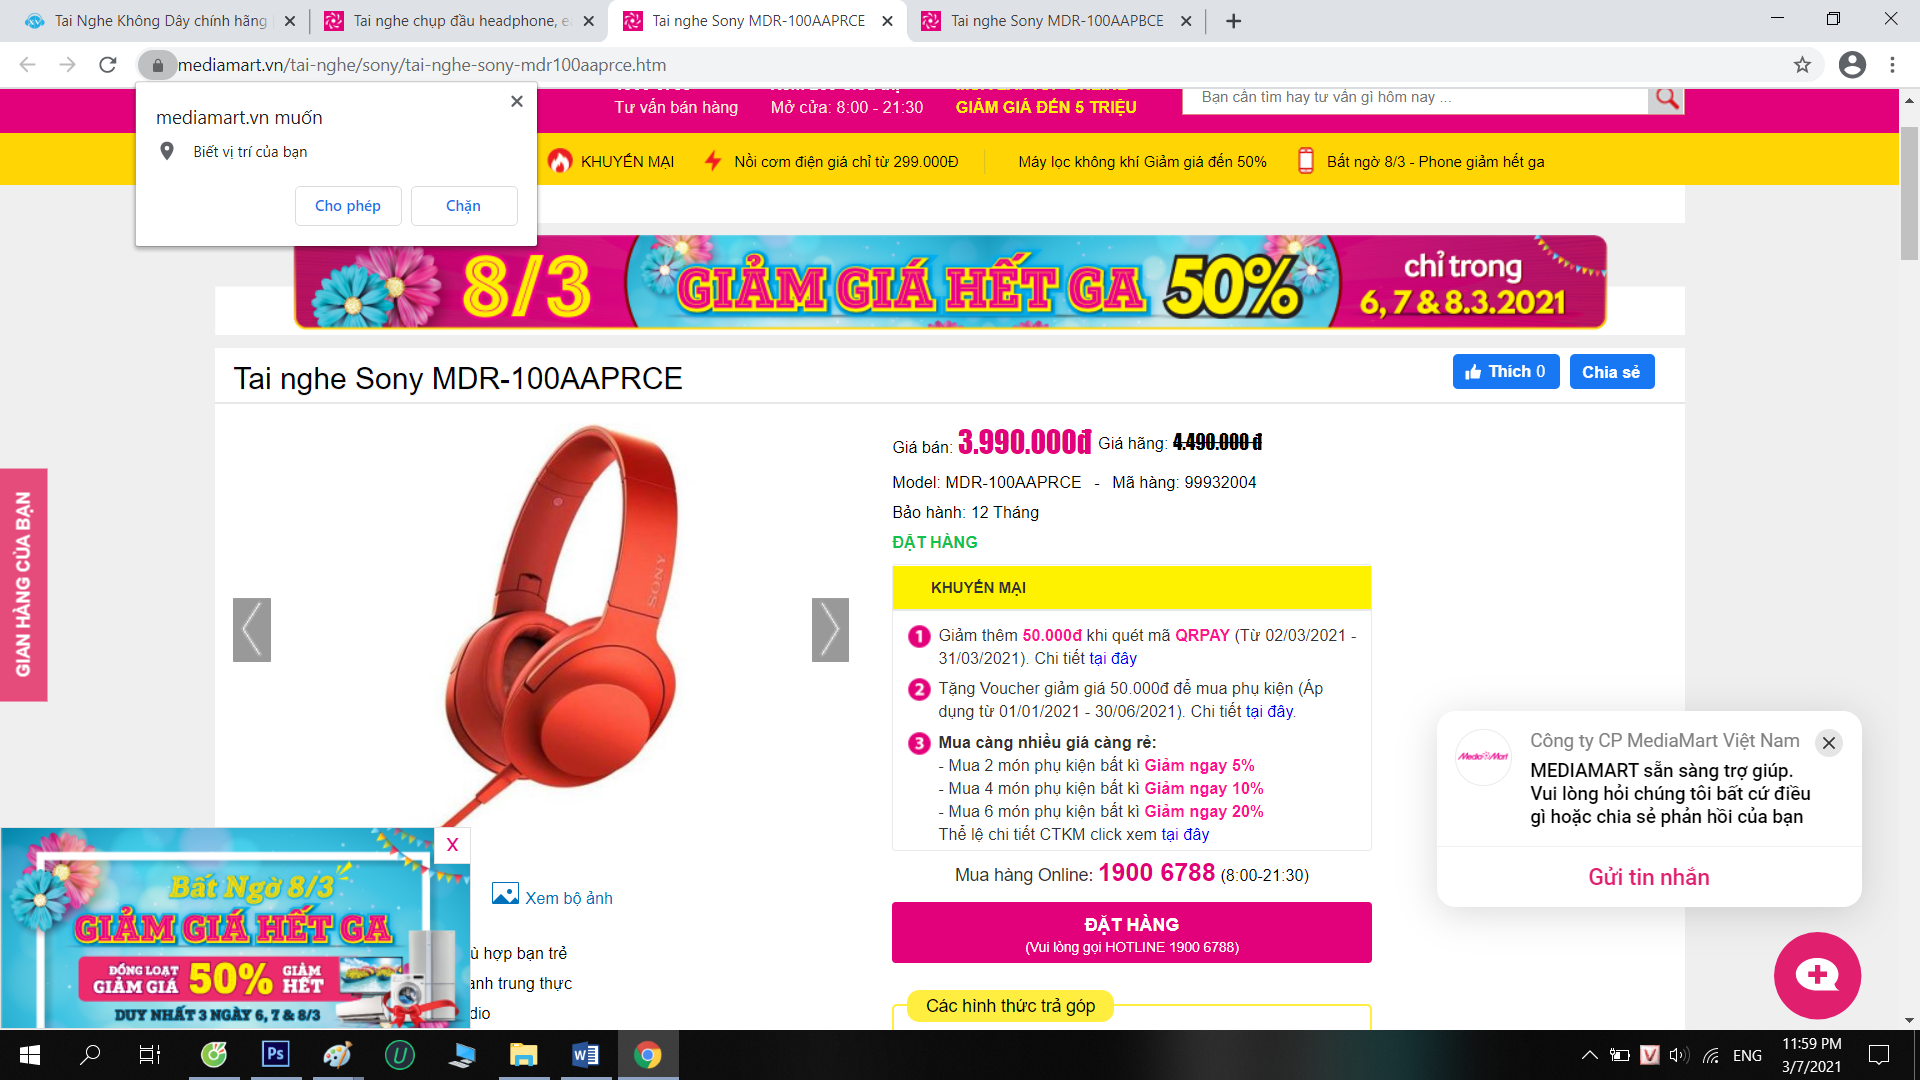 Tai Nghe Không Dây chính hãng
Tai nghe chụp đầu headphone, e
Tai nghe Sony MDR-100AAPRCE
Tai nghe Sony MDR-100AAPBCE
mediamart.vn/tai-nghe/sony/tai-nghe-sony-mdr100aaprce.htm
mediamart.vn muốn
Biết vị trí của bạn
Cho phép
Chặn
Tư vấn bán hàng
Mở cửa: 8:00 - 21:30
GIẢM GIÁ ĐẾN 5 TRIỆU
Bạn cần tìm hay tư vấn gì hôm nay ...
KHUYẾN MẠI
Nồi cơm điện giá chỉ từ 299.000Đ
Máy lọc không khí Giảm giá đến 50%
Bất ngờ 8/3 - Phone giảm hết ga
8/3
GIẢM GIÁ HẾT GA
50%
chỉ trong
6, 7 & 8.3.2021
Tai nghe Sony MDR-100AAPRCE
Thích 0
Chia sẻ
SONY
Giá bán: 3.990.000đ Giá hãng: 4.490.000 đ
Model: MDR-100AAPRCE - Mã hàng: 99932004
Bảo hành: 12 Tháng
ĐẶT HÀNG
KHUYẾN MẠI
1 Giảm thêm 50.000đ khi quét mã QRPAY (Từ 02/03/2021 -
31/03/2021). Chi tiết tại đây
2 Tặng Voucher giảm giá 50.000đ để mua phụ kiện (Áp
dụng từ 01/01/2021 - 30/06/2021). Chi tiết tại đây.
3 Mua càng nhiều giá càng rẻ:
- Mua 2 món phụ kiện bất kì Giảm ngay 5%
- Mua 4 món phụ kiện bất kì Giảm ngay 10%
- Mua 6 món phụ kiện bất kì Giảm ngay 20%
Thể lệ chi tiết CTKM click xem tại đây
Mua hàng Online: 1900 6788 (8:00-21:30)
ĐẶT HÀNG
(Vui lòng gọi HOTLINE 1900 6788)
Các hình thức trả góp
GIAN HÀNG CỦA BẠN
Xem bộ ảnh
ù hợp bạn trẻ
anh trung thực
dio
X
Bất Ngờ 8/3
GIẢM GIÁ HẾT GA
ĐỒNG LOẠT
GIẢM GIÁ
50%
GIẢM
HẾT
DUY NHẤT 3 NGÀY 6, 7 & 8/3
MediaMart
Công ty CP MediaMart Việt Nam
MEDIAMART sẵn sàng trợ giúp.
Vui lòng hỏi chúng tôi bất cứ điều
gì hoặc chia sẻ phản hồi của bạn
Gửi tin nhắn
Ps
U
W
V
ENG
11:59 PM
3/7/2021